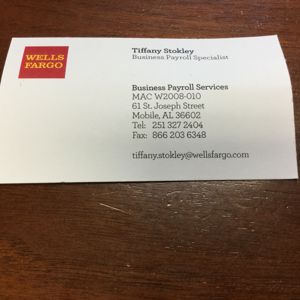 WELLS
FARGO
Tiffany Stokley
Business Payroll Specialist
Business Payroll Services
MAC W2008-010
61 St. Joseph Street
Mobile, AL 36602
Tel: 251 327 2404
Fax: 866 203 6348
tiffany.stokley@wellsfargo.com